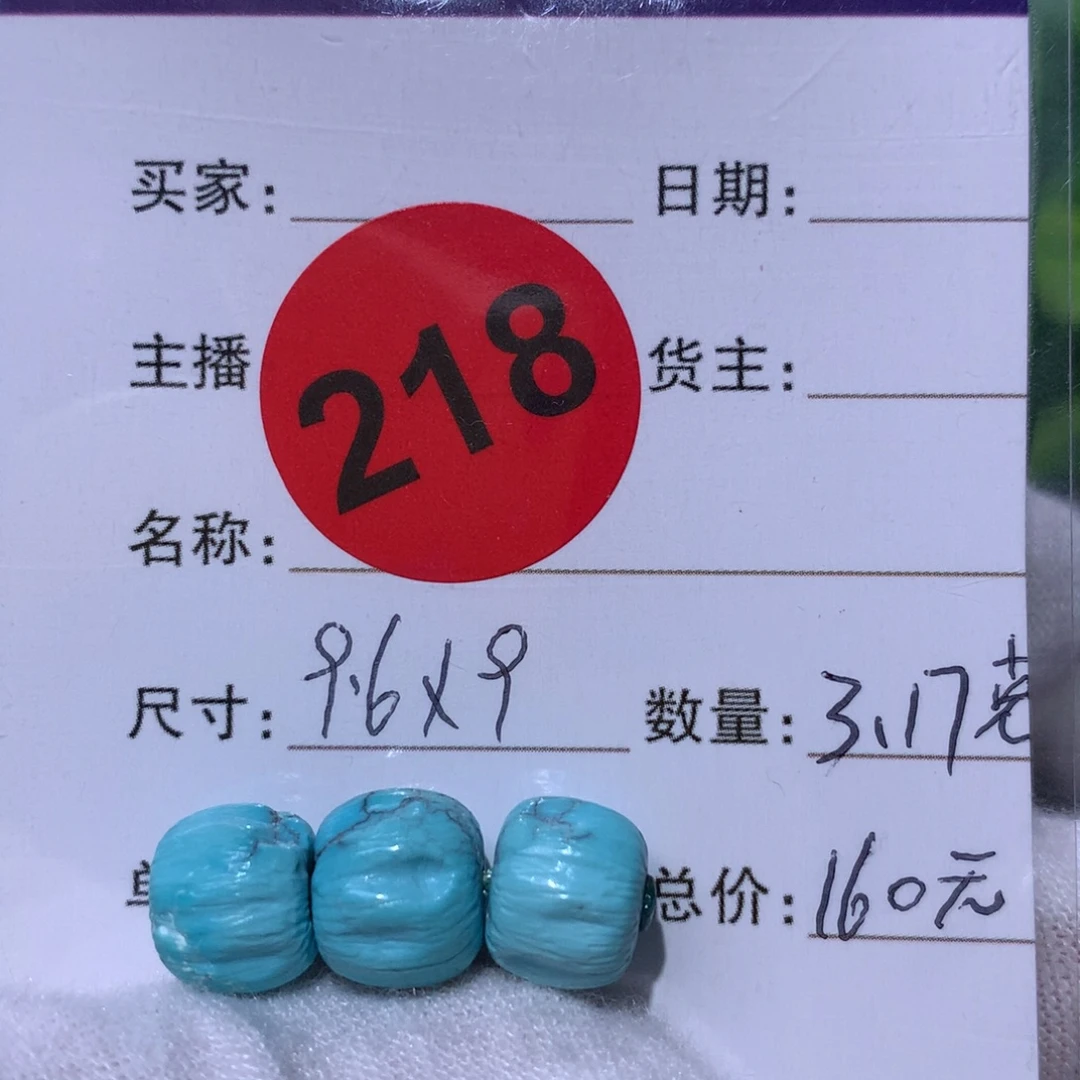 买家： 日期：
主播 218 货主：
名称：
尺寸：9.6x9 数量：3.17克
总价：160元